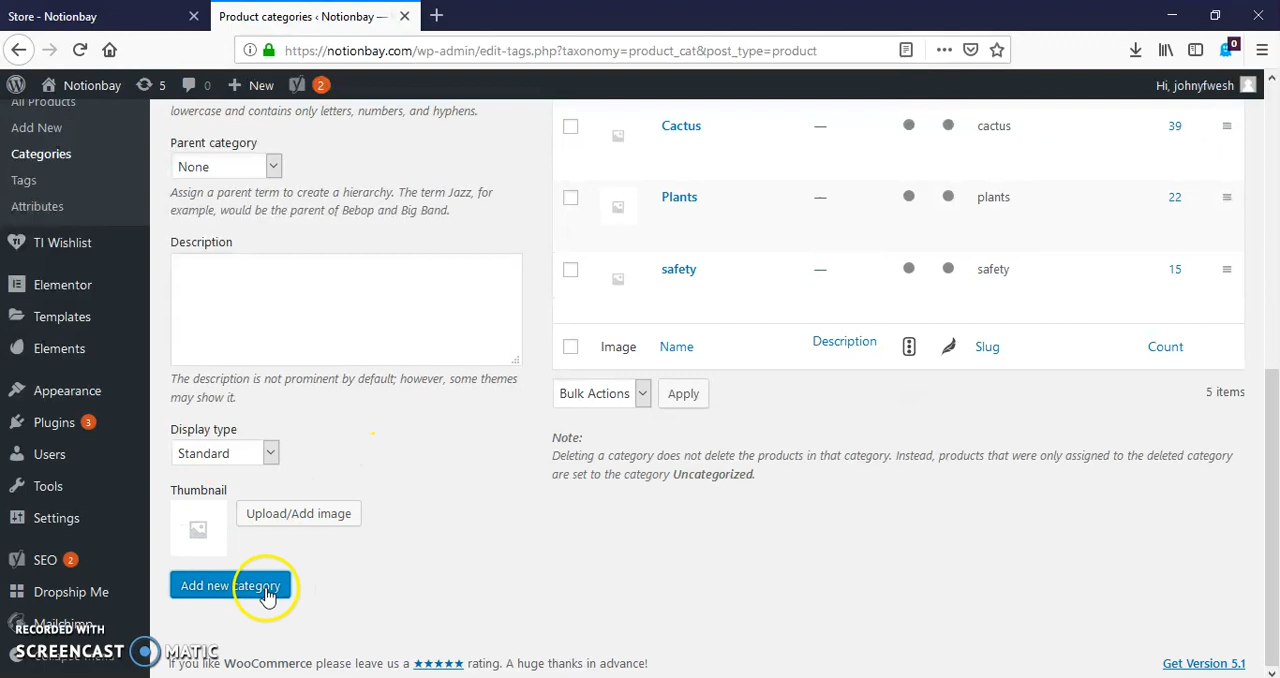 Store - Notionbay
Product categories ‹ Notionbay —
https://notionbay.com/wp-admin/edit-tags.php?taxonomy=product_cat&post_type=product
0
Notionbay 5 0 New 2 Hi, johnyfwesh
All Products
Add New
Categories
Tags
Attributes
TI Wishlist
Elementor
Templates
Elements
Appearance
Plugins 3
Users
Tools
Settings
SEO 2
Dropship Me
Mailchimp
Collapse menu
RECORDED WITH
SCREENCAST MATIC
lowercase and contains only letters, numbers, and hyphens.
Parent category
None
Assign a parent term to create a hierarchy. The term Jazz, for
example, would be the parent of Bebop and Big Band.
Description
The description is not prominent by default; however, some themes
may show it.
Display type
Standard
Thumbnail
Upload/Add image
Add new category
Cactus — cactus 39
Plants — plants 22
safety — safety 15
Image Name Description Slug Count
Bulk Actions Apply 5 items
Note:
Deleting a category does not delete the products in that category. Instead, products that were only assigned to the deleted category
are set to the category Uncategorized.
If you like WooCommerce please leave us a ★★★★★ rating. A huge thanks in advance!
Get Version 5.1